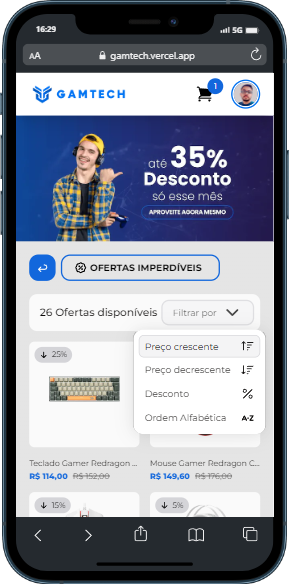 16:29
5G
AA
gamtech.vercel.app
GAMTECH
1
até 35%
Desconto
só esse mês
APROVEITE AGORA MESMO
OFERTAS IMPERDÍVEIS
26 Ofertas disponíveis
Filtrar por
Preço crescente
Preço decrescente
Desconto
Ordem Alfabética A-Z
25%
Teclado Gamer Redragon ...
R$ 114,00 R$ 152,00
Mouse Gamer Redragon C...
R$ 149,60 R$ 176,00
15%
5%